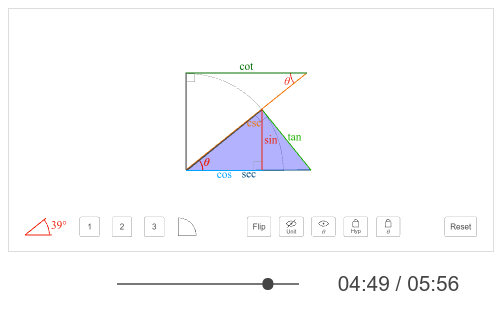 cot
θ
csc
sin
tan
θ
cos
sec
39°
1
2
3
Flip
Unit
θ
Hyp
θ
Reset
04:49 / 05:56